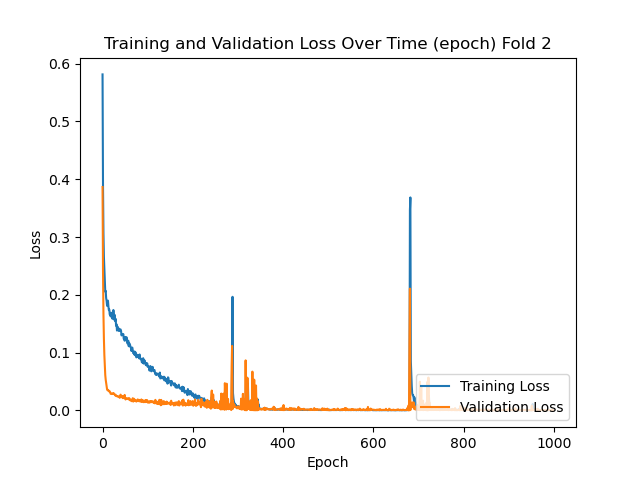 Training and Validation Loss Over Time (epoch) Fold 2
0.6
0.5
0.4
0.3
0.2
0.1
0.0
Loss
Training Loss
Validation Loss
0 200 400 600 800 1000
Epoch